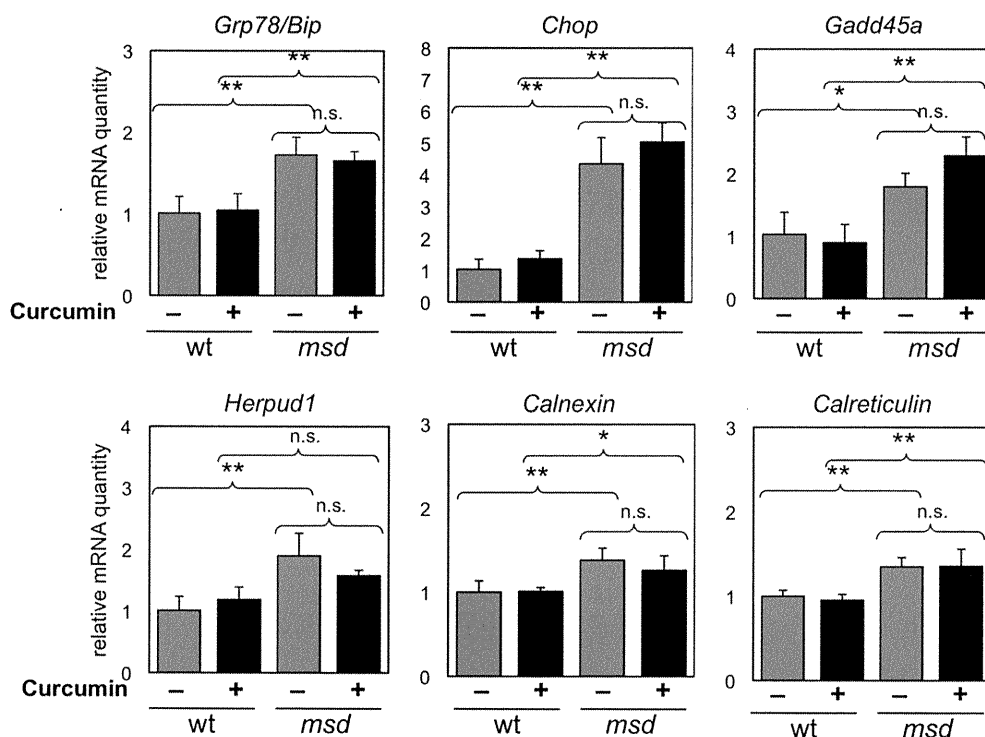 Grp78/Bip Chop Gadd45a
relative mRNA quantity
3
2
1
0
** ** n.s.
8
7
6
5
4
3
2
1
0
** ** n.s.
4
3
2
1
0
** * n.s.
Curcumin – + – + – + – + – + – +
wt msd wt msd wt msd
Herpud1 Calnexin Calreticulin
relative mRNA quantity
4
3
2
1
0
n.s. ** n.s.
3
2
1
0
* ** n.s.
3
2
1
0
** ** n.s.
Curcumin – + – + – + – + – + – +
wt msd wt msd wt msd